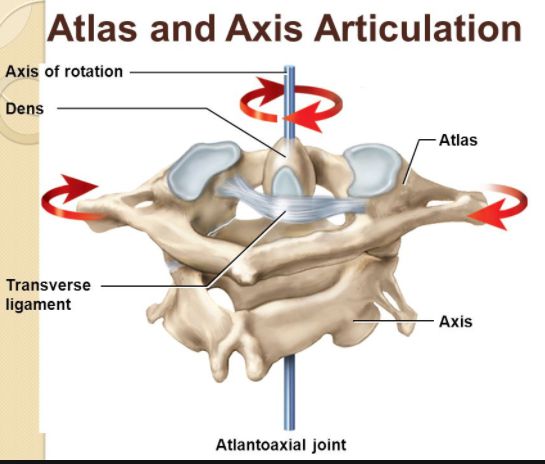 Atlas and Axis Articulation
Axis of rotation
Dens
Atlas
Transverse
ligament
Axis
Atlantoaxial joint